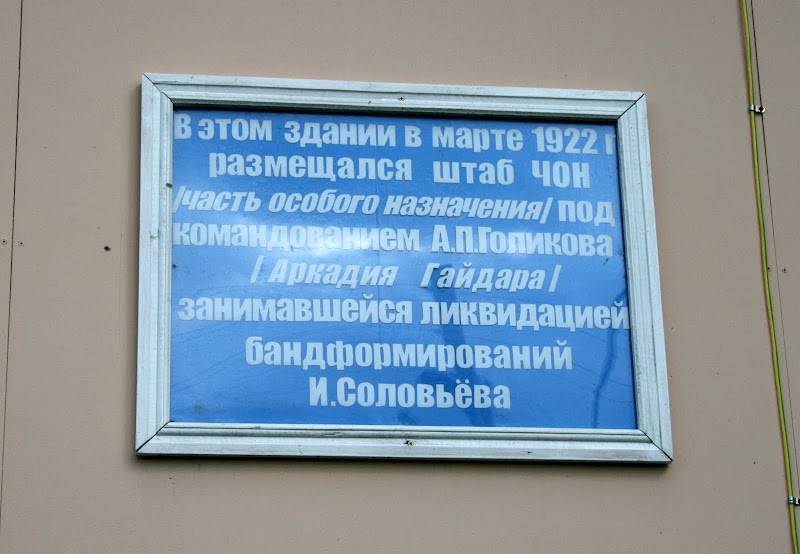 В этом здании в марте 1922 г
размещался штаб ЧОН
/часть особого назначения/ под
командованием А.П.Голикова
/ Аркадия Гайдара /
занимавшейся ликвидацией
бандформирований
И.Соловьёва